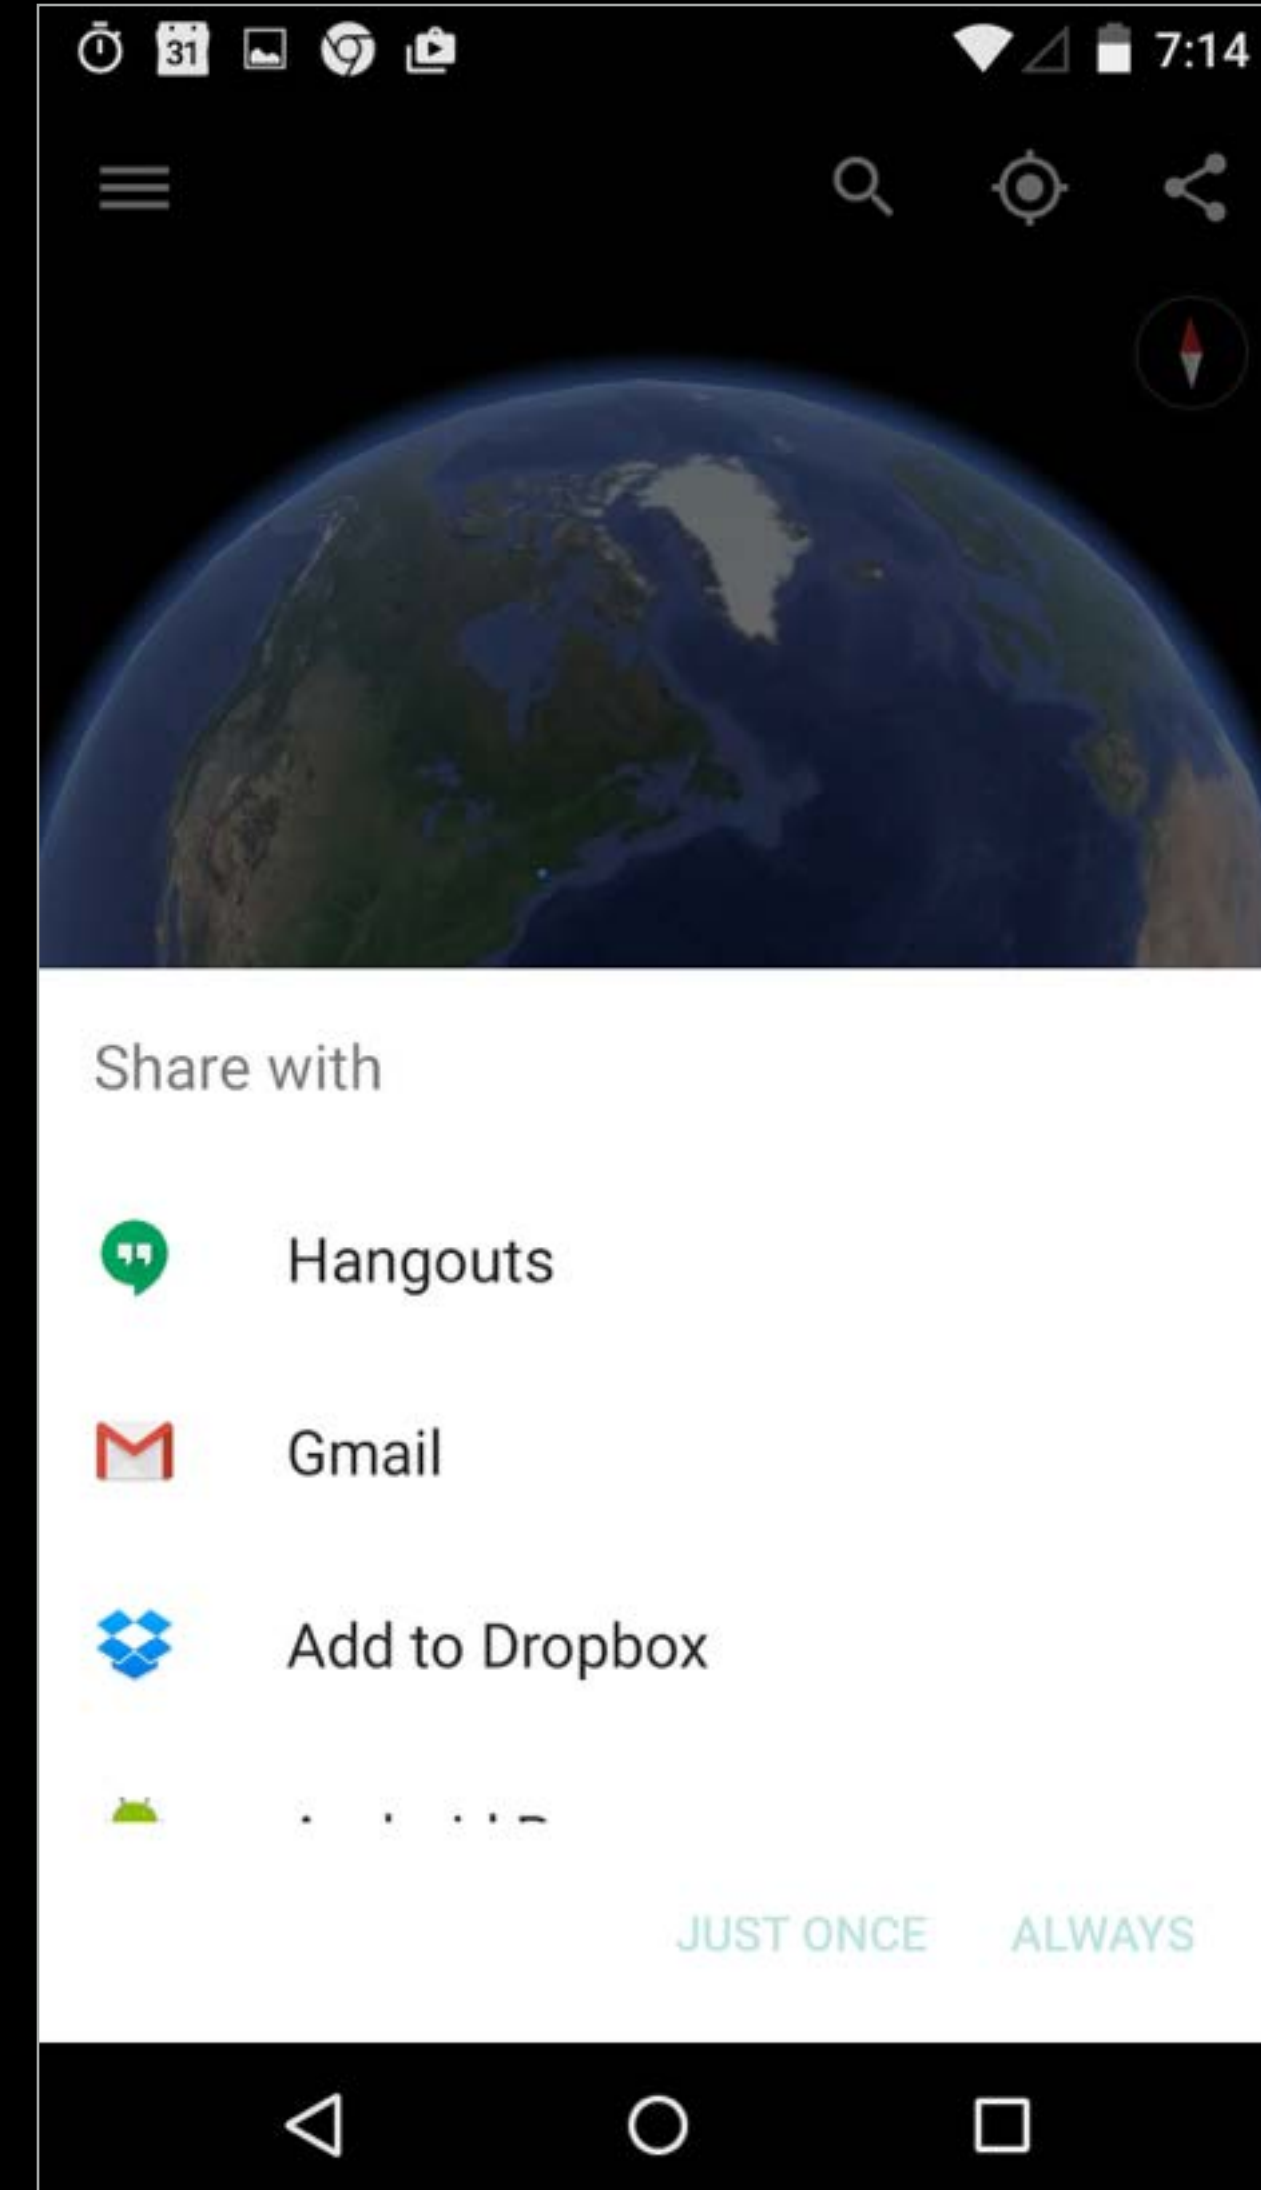 31
7:14
Share with
Hangouts
Gmail
Add to Dropbox
JUST ONCE ALWAYS